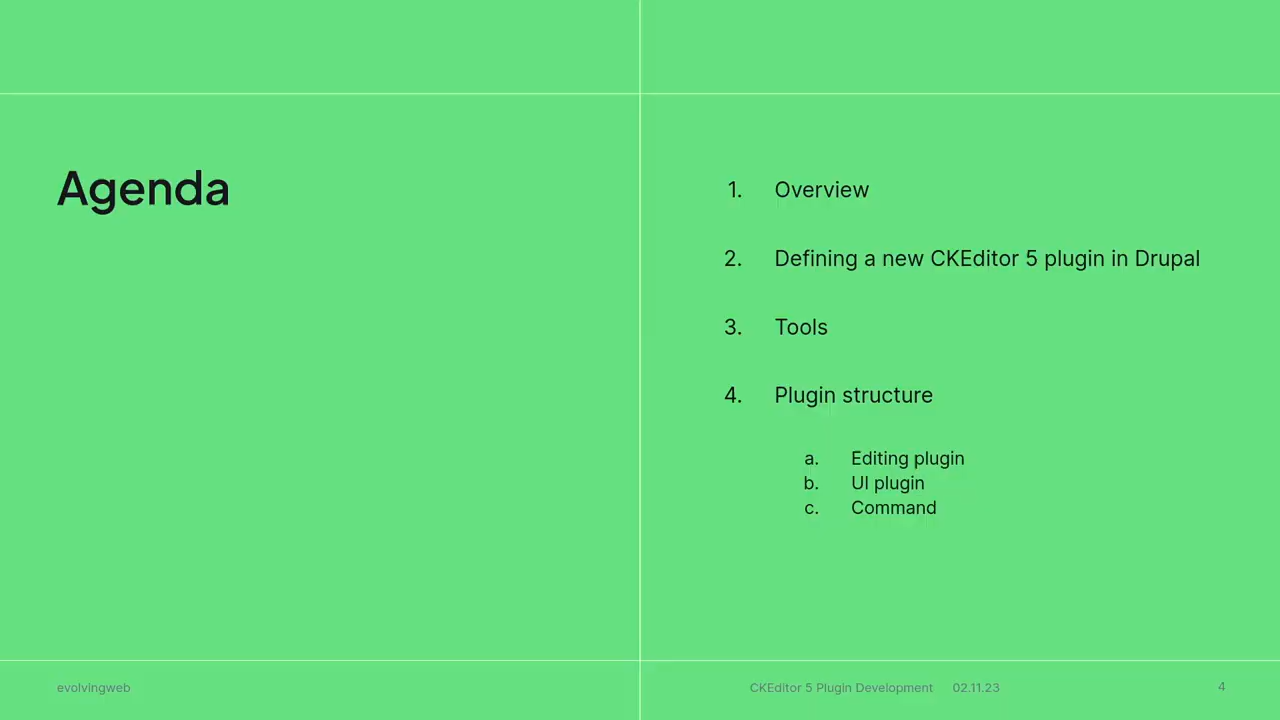 Agenda
1. Overview
2. Defining a new CKEditor 5 plugin in Drupal
3. Tools
4. Plugin structure
a. Editing plugin
b. UI plugin
c. Command
evolvingweb
CKEditor 5 Plugin Development 02.11.23
4